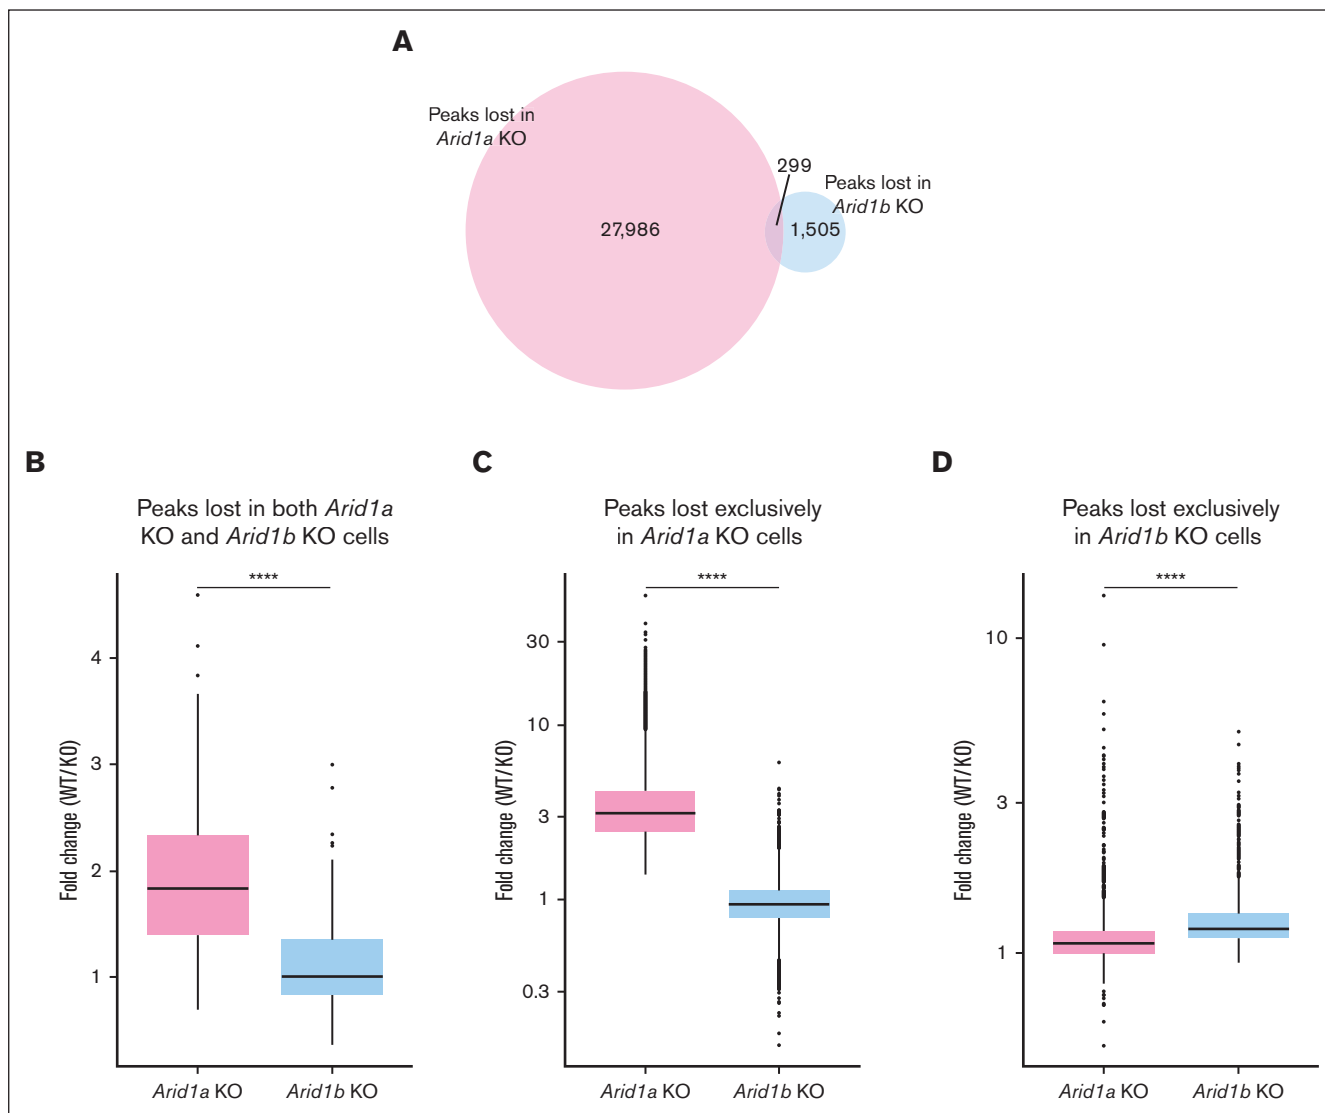 A
Peaks lost in
Arid1a KO
299
Peaks lost in
Arid1b KO
27,986
1,505
B
Peaks lost in both Arid1a
KO and Arid1b KO cells
****
4
3
2
1
Fold change (WT/KO)
Arid1a KO
Arid1b KO
C
Peaks lost exclusively
in Arid1a KO cells
****
30
10
3
1
0.3
Fold change (WT/KO)
Arid1a KO
Arid1b KO
D
Peaks lost exclusively
in Arid1b KO cells
****
10
3
1
Fold change (WT/KO)
Arid1a KO
Arid1b KO